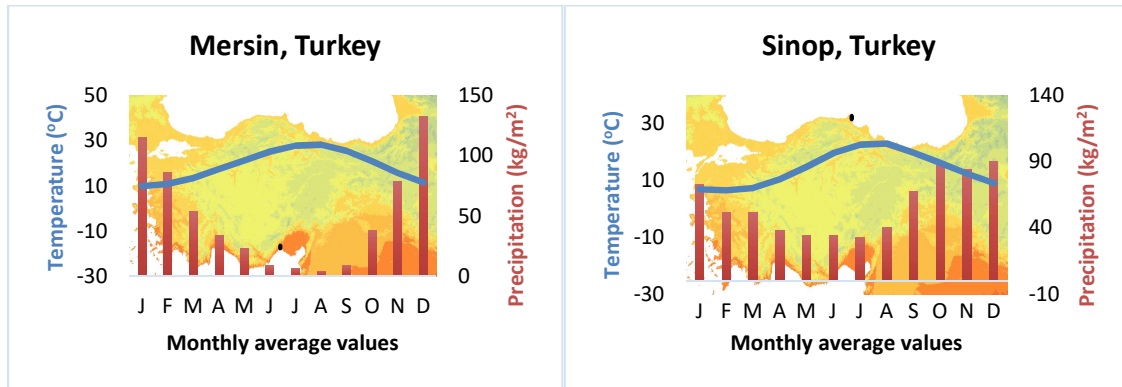 Mersin, Turkey
Temperature (°C)
50
30
10
-10
-30
150
100
50
0
Precipitation (kg/m²)
J F M A M J J A S O N D
Monthly average values
Sinop, Turkey
Temperature (°C)
30
10
-10
-30
140
90
40
-10
Precipitation (kg/m²)
J F M A M J J A S O N D
Monthly average values